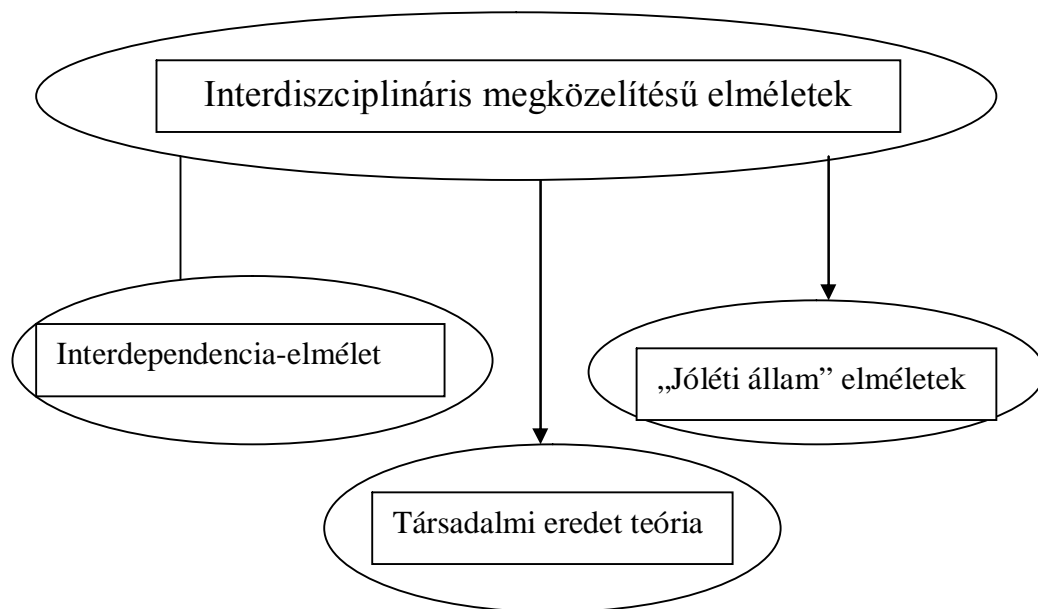 Interdiszciplináris megközelítésű elméletek
Interdependencia-elmélet
„Jóléti állam” elméletek
Társadalmi eredet teória